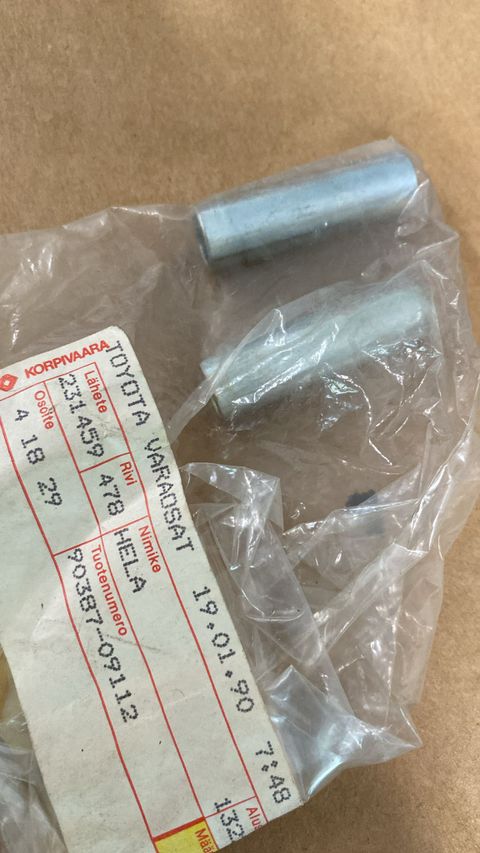 KORPIVAARA
TOYOTA VARAOSAT 19.01.90 7:48
Lähete Rivi Nimike
231459 478 HELA 132
Osoite Tuotenumero
4 18 29 90387-09112